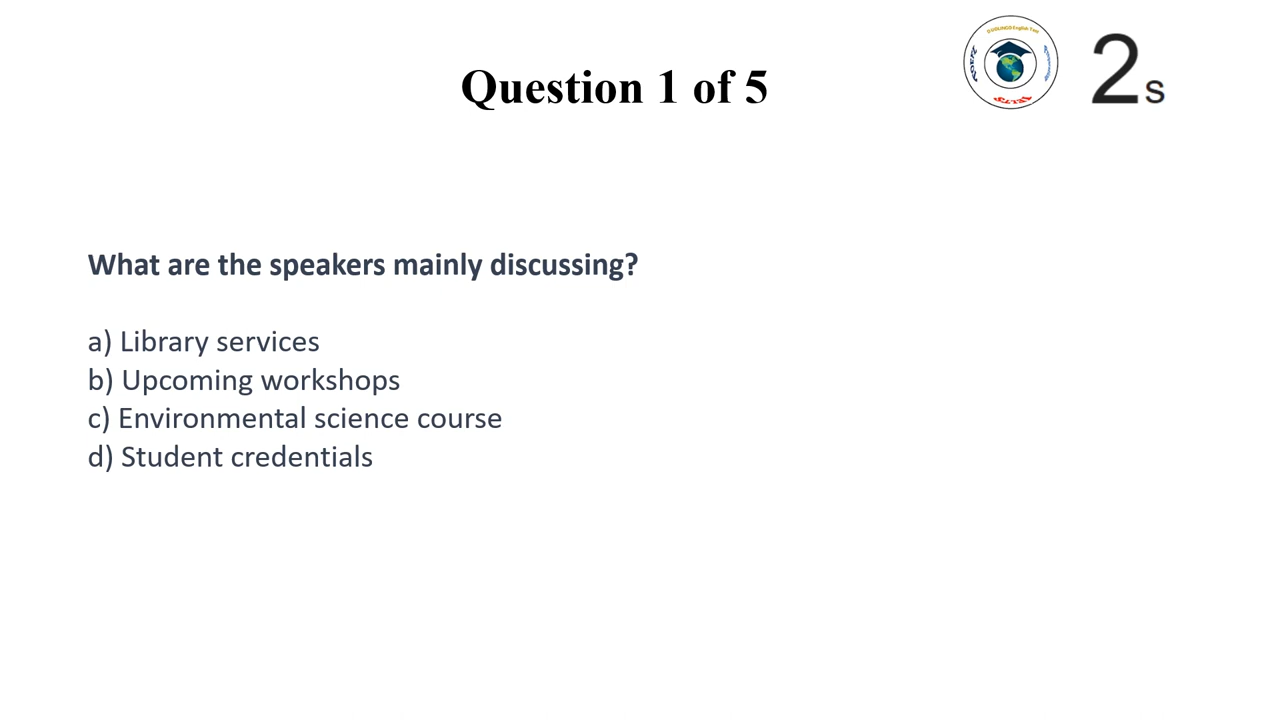 Question 1 of 5
2s
What are the speakers mainly discussing?
a) Library services
b) Upcoming workshops
c) Environmental science course
d) Student credentials